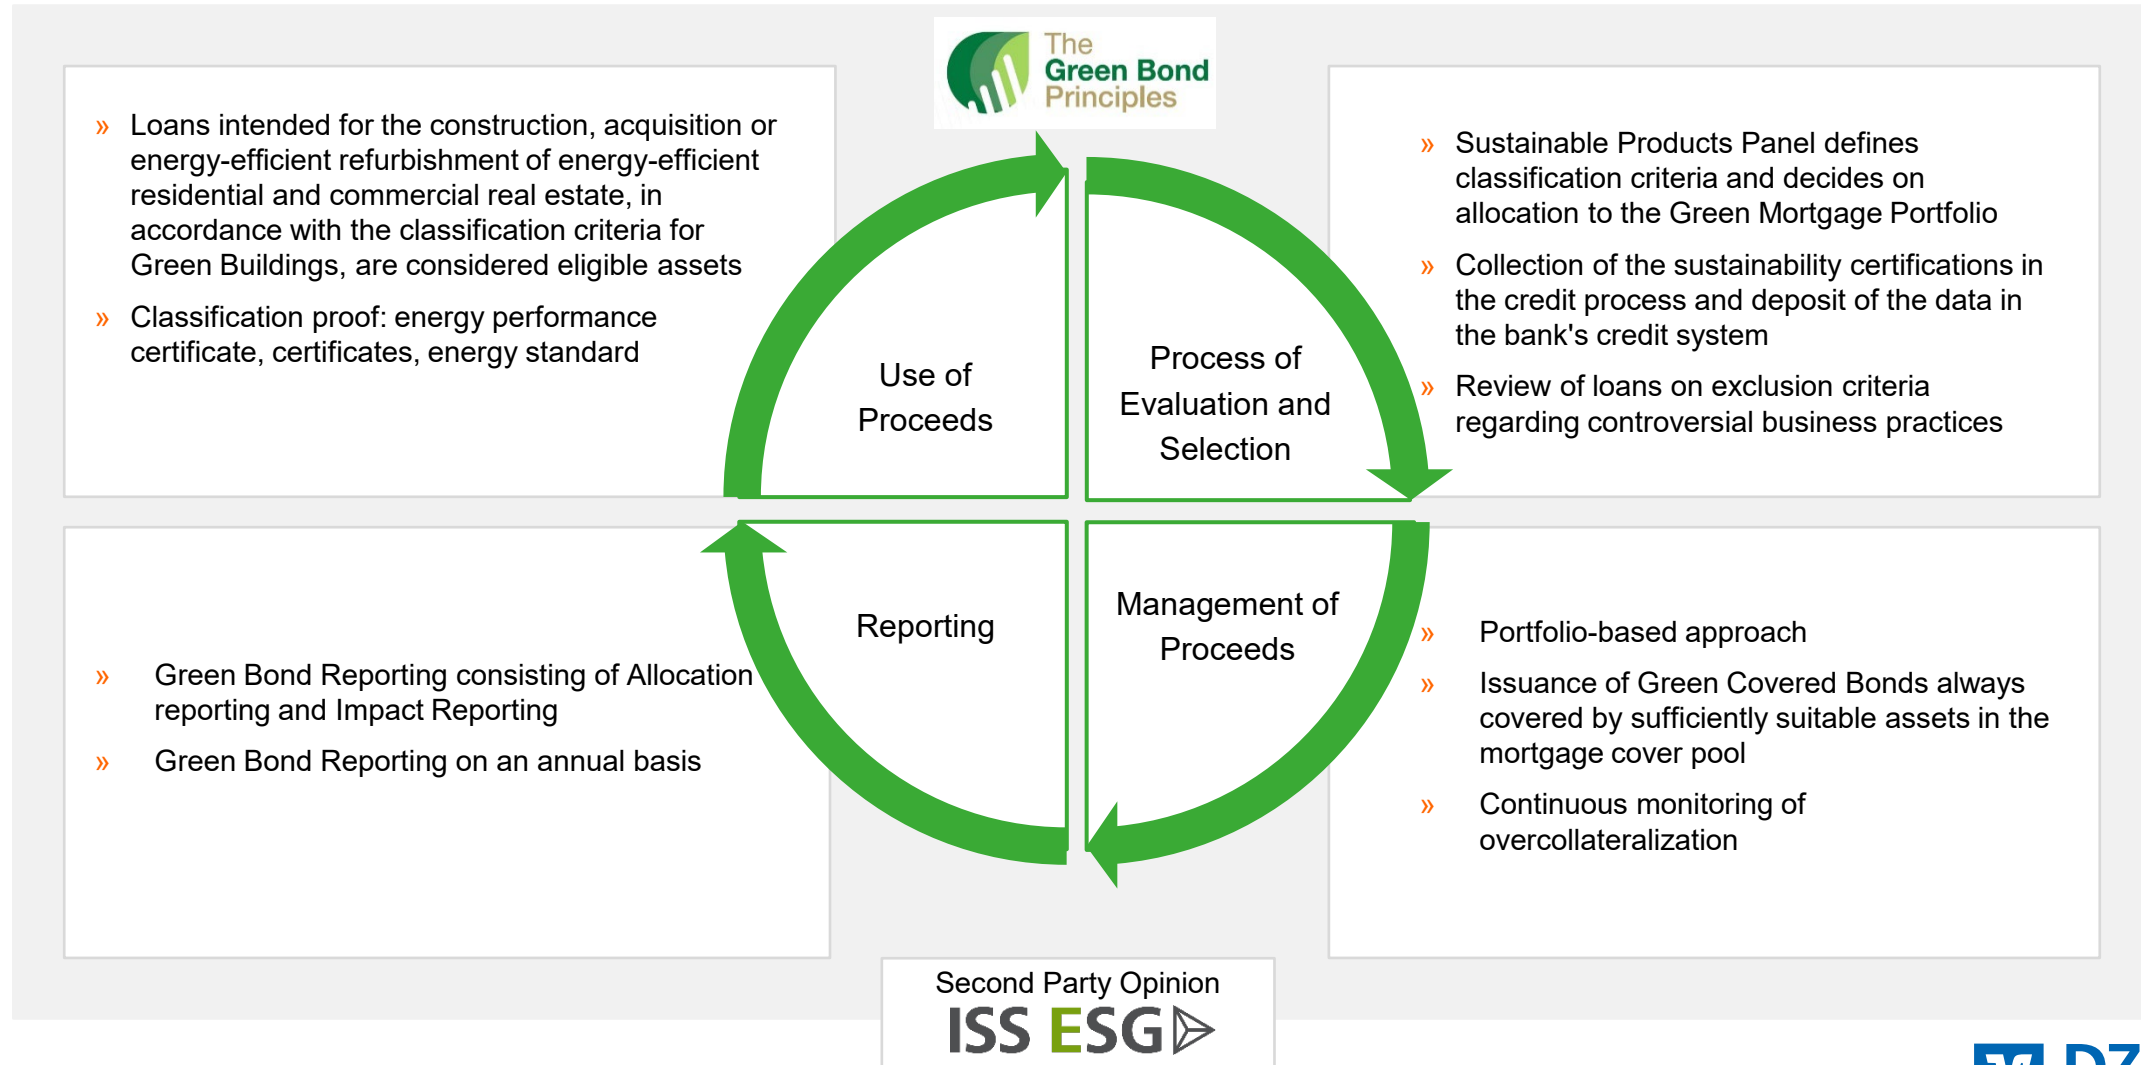 The
Green Bond
Principles
» Loans intended for the construction, acquisition or
energy-efficient refurbishment of energy-efficient
residential and commercial real estate, in
accordance with the classification criteria for
Green Buildings, are considered eligible assets
» Classification proof: energy performance
certificate, certificates, energy standard
Use of
Proceeds
Process of
Evaluation and
Selection
» Sustainable Products Panel defines
classification criteria and decides on
allocation to the Green Mortgage Portfolio
» Collection of the sustainability certifications in
the credit process and deposit of the data in
the bank's credit system
» Review of loans on exclusion criteria
regarding controversial business practices
» Green Bond Reporting consisting of Allocation
reporting and Impact Reporting
» Green Bond Reporting on an annual basis
Reporting
Management of
Proceeds
» Portfolio-based approach
» Issuance of Green Covered Bonds always
covered by sufficiently suitable assets in the
mortgage cover pool
» Continuous monitoring of
overcollateralization
Second Party Opinion
ISS ESG
DZ